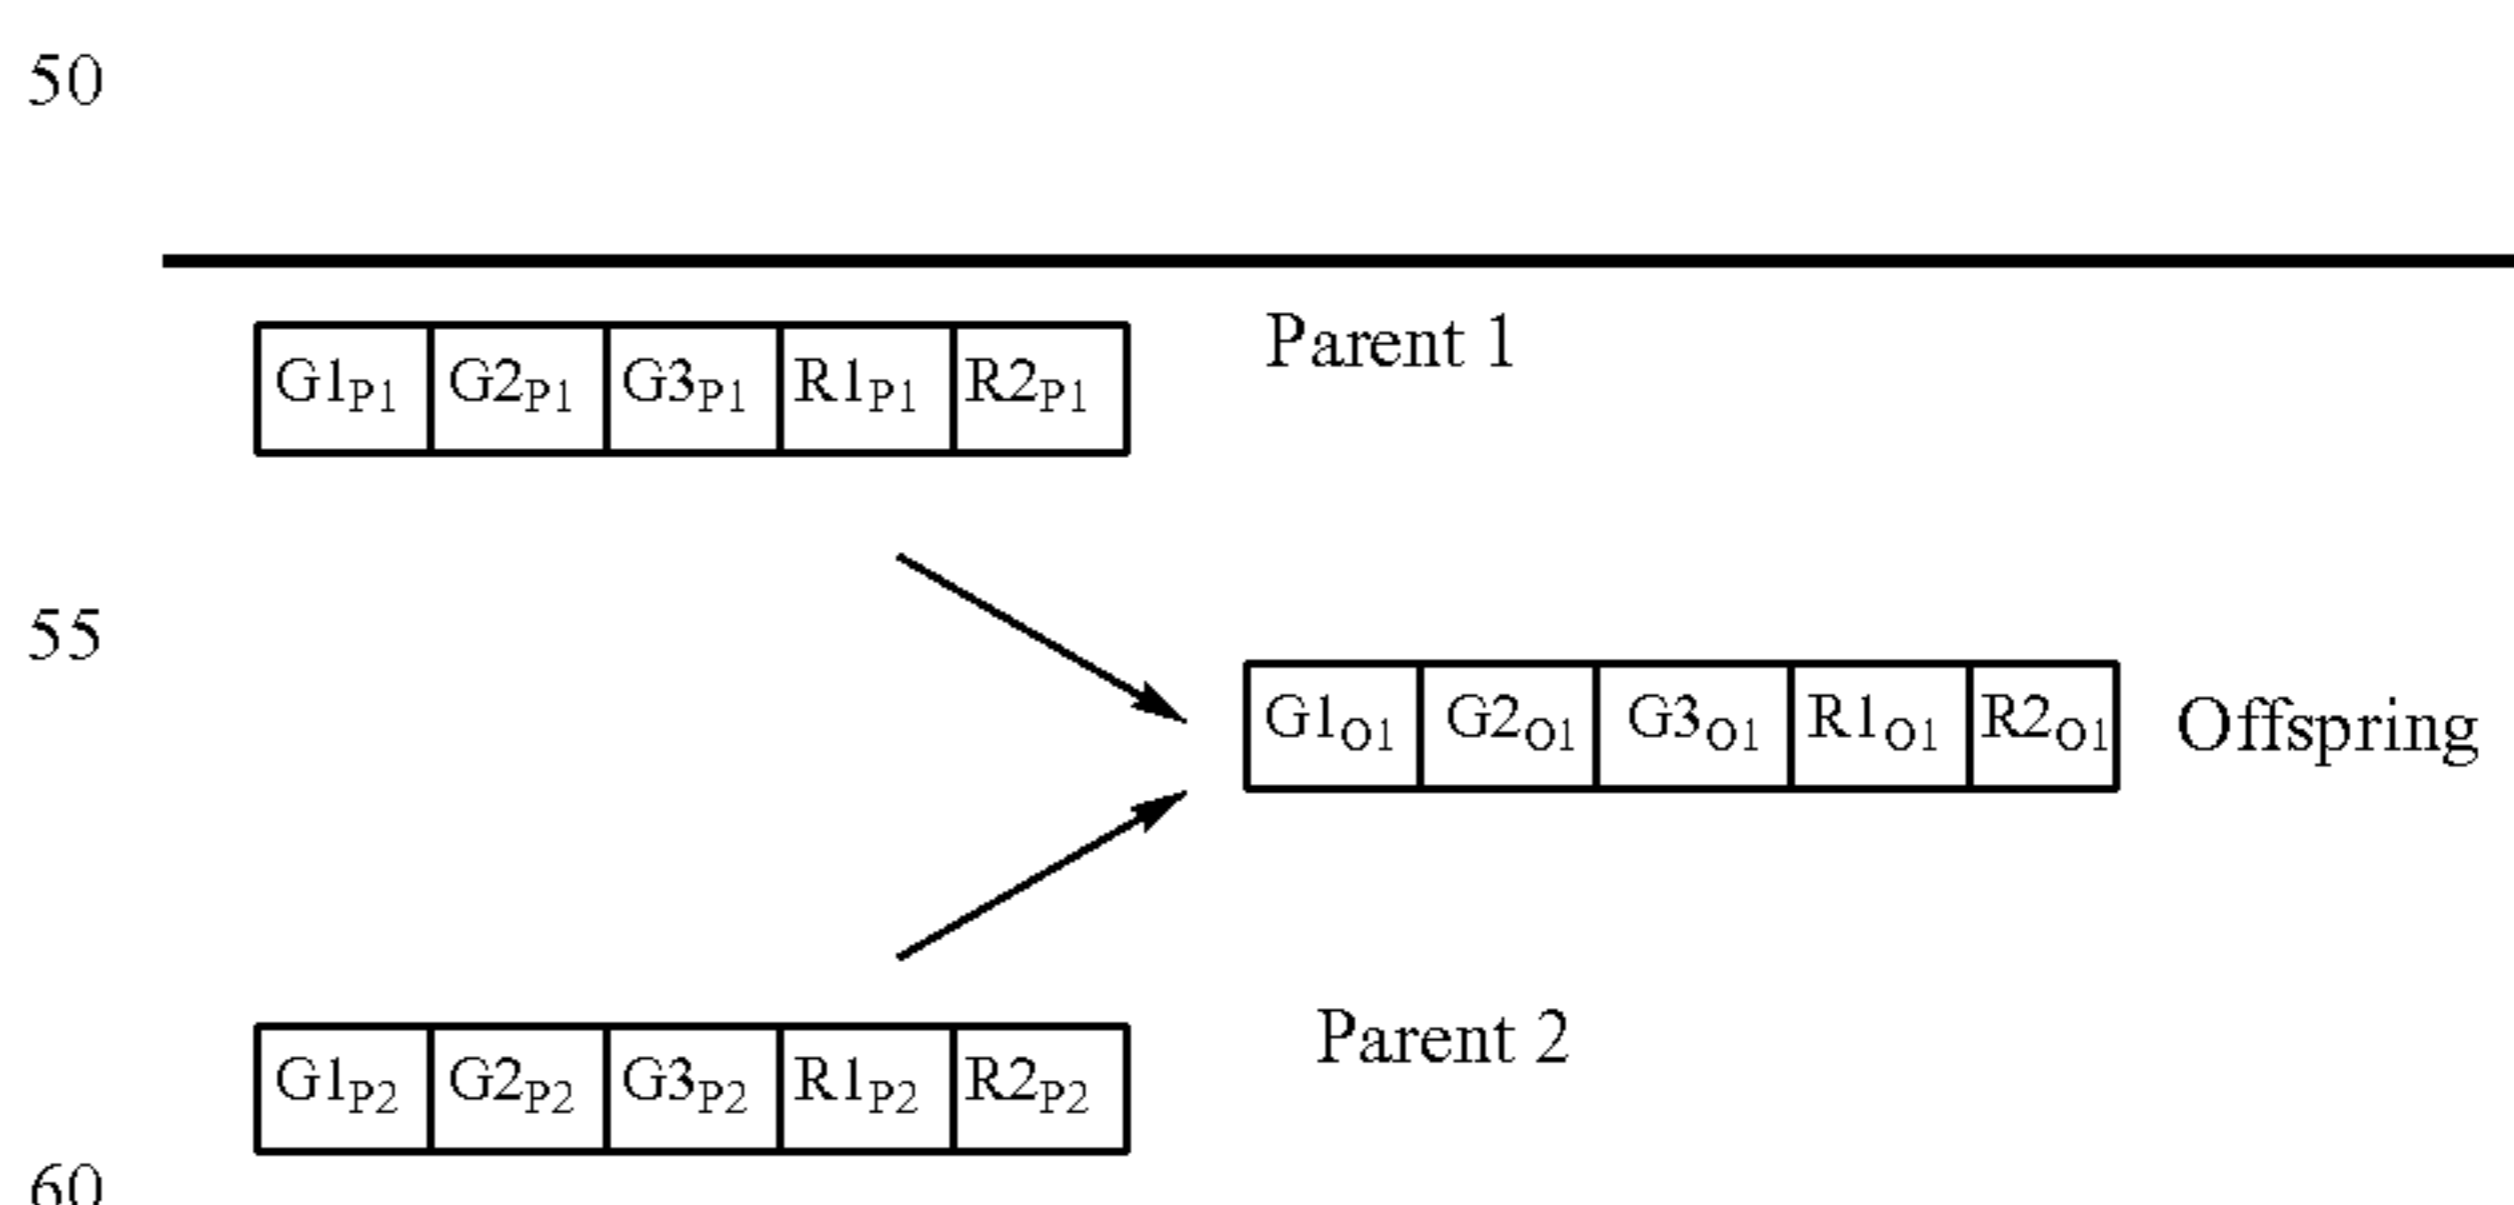 50
Parent 1
G1P1 G2P1 G3P1 R1P1 R2P1
55
G1O1 G2O1 G3O1 R1O1 R2O1 Offspring
Parent 2
G1P2 G2P2 G3P2 R1P2 R2P2
60